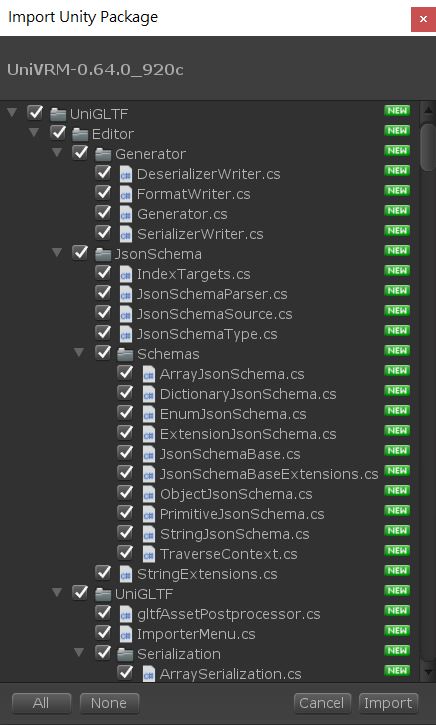 Import Unity Package
UniVRM-0.64.0_920c
UniGLTF NEW
Editor NEW
Generator NEW
DeserializerWriter.cs NEW
FormatWriter.cs NEW
Generator.cs NEW
SerializerWriter.cs NEW
JsonSchema NEW
IndexTargets.cs NEW
JsonSchemaParser.cs NEW
JsonSchemaSource.cs NEW
JsonSchemaType.cs NEW
Schemas NEW
ArrayJsonSchema.cs NEW
DictionaryJsonSchema.cs NEW
EnumJsonSchema.cs NEW
ExtensionJsonSchema.cs NEW
JsonSchemaBase.cs NEW
JsonSchemaBaseExtensions.cs NEW
ObjectJsonSchema.cs NEW
PrimitiveJsonSchema.cs NEW
StringJsonSchema.cs NEW
TraverseContext.cs NEW
StringExtensions.cs NEW
UniGLTF NEW
gltfAssetPostprocessor.cs NEW
ImporterMenu.cs NEW
Serialization NEW
ArraySerialization.cs NEW
All None Cancel Import